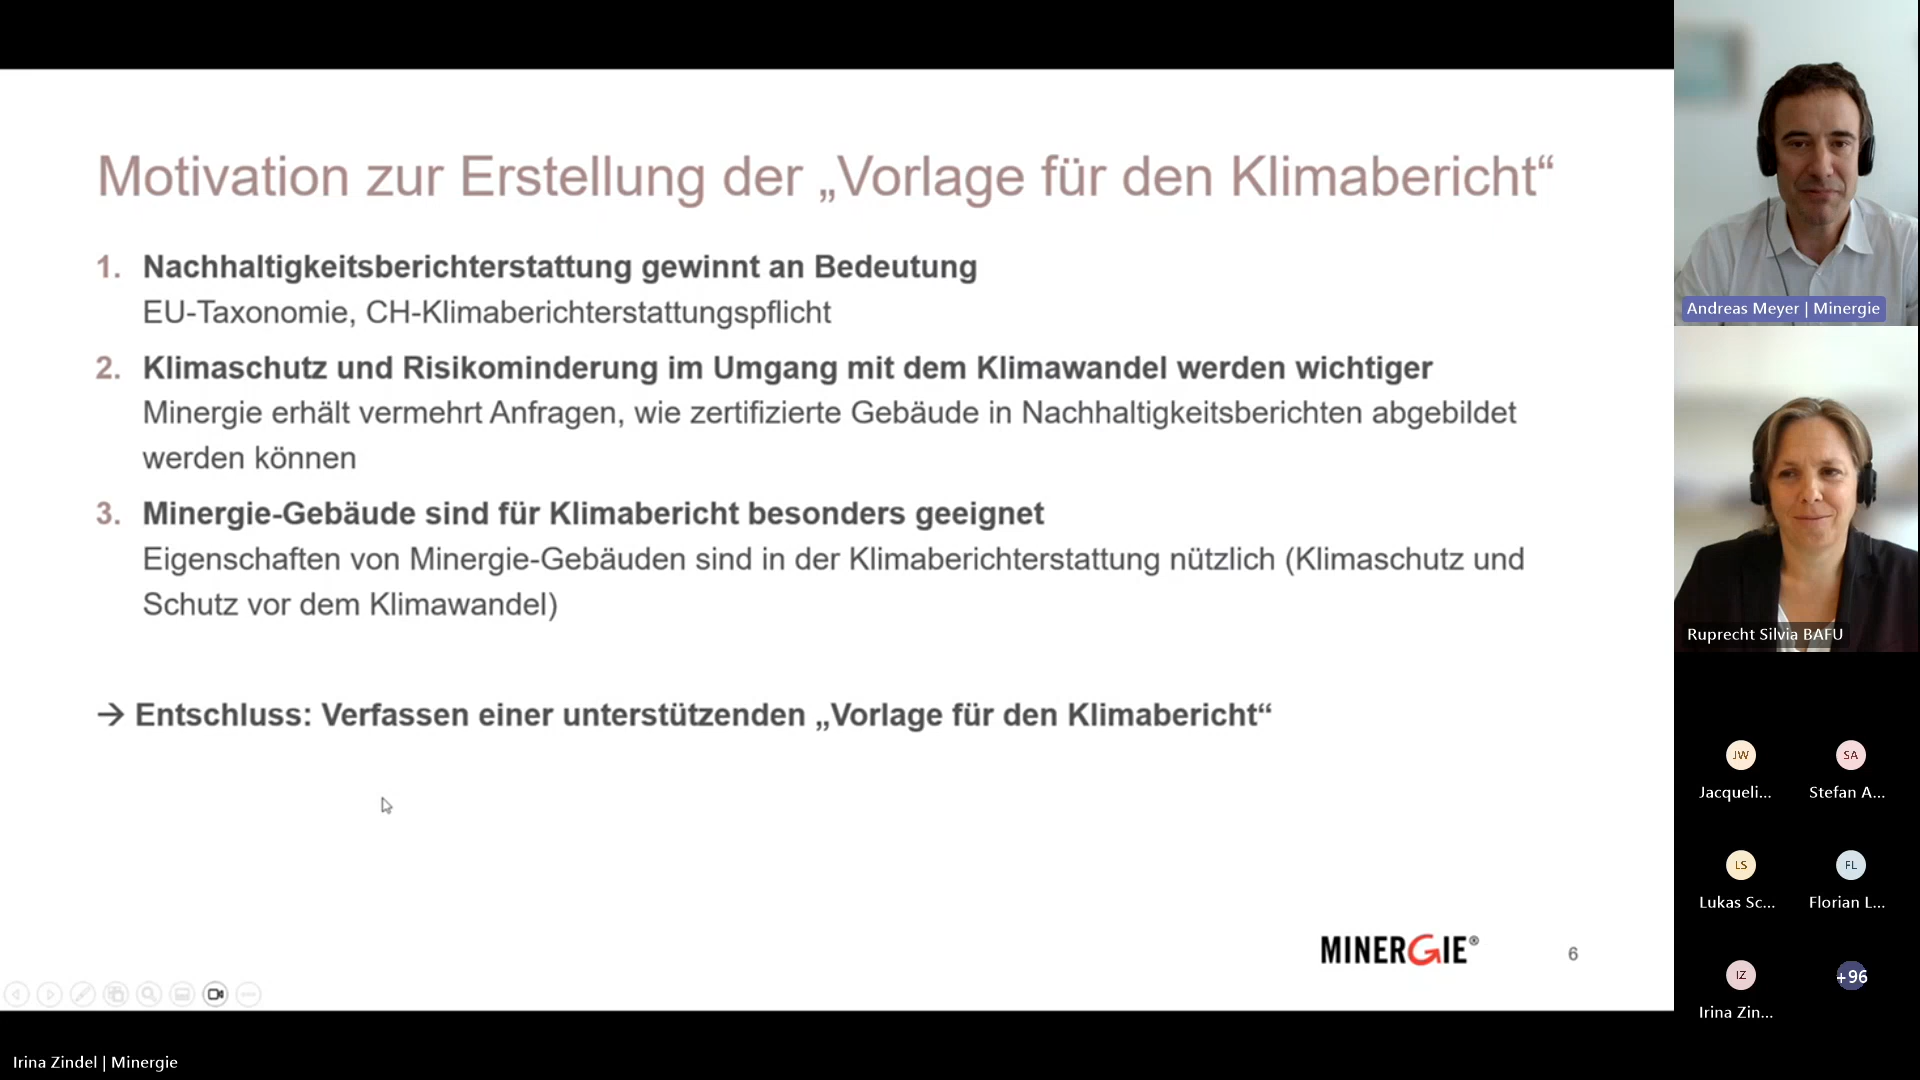 Motivation zur Erstellung der „Vorlage für den Klimabericht“
1. Nachhaltigkeitsberichterstattung gewinnt an Bedeutung
EU-Taxonomie, CH-Klimaberichterstattungspflicht
2. Klimaschutz und Risikominderung im Umgang mit dem Klimawandel werden wichtiger
Minergie erhält vermehrt Anfragen, wie zertifizierte Gebäude in Nachhaltigkeitsberichten abgebildet
werden können
3. Minergie-Gebäude sind für Klimabericht besonders geeignet
Eigenschaften von Minergie-Gebäuden sind in der Klimaberichterstattung nützlich (Klimaschutz und
Schutz vor dem Klimawandel)
→ Entschluss: Verfassen einer unterstützenden „Vorlage für den Klimabericht“
MINERGIE®
6
Irina Zindel | Minergie
Andreas Meyer | Minergie
Ruprecht Silvia BAFU
JW
SA
Jacqueli...
Stefan A...
LS
FL
Lukas Sc...
Florian L...
IZ
+96
Irina Zin...